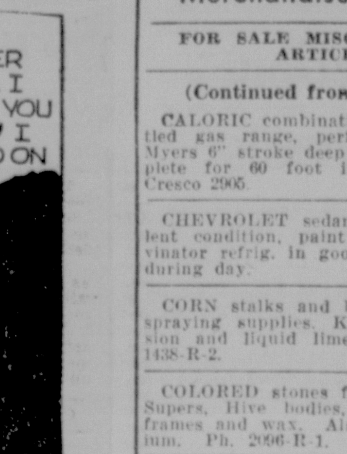 ER
I
YOU
I
ON
FOR SALE MISC
ARTICL
(Continued from
CALORIC combinat
tled gas range, perf
Myers 6" stroke deep
plete for 60 foot i
Cresco 2905.
CHEVROLET sedan
lent condition, paint
vinator refrig. in goo
during day.
CORN stalks and
spraying supplies. K
sion and liquid lime
1438-R-2.
COLORED stones f
Supers, Hive bodies,
frames and wax. Al
ium. Ph. 2096-R-1.